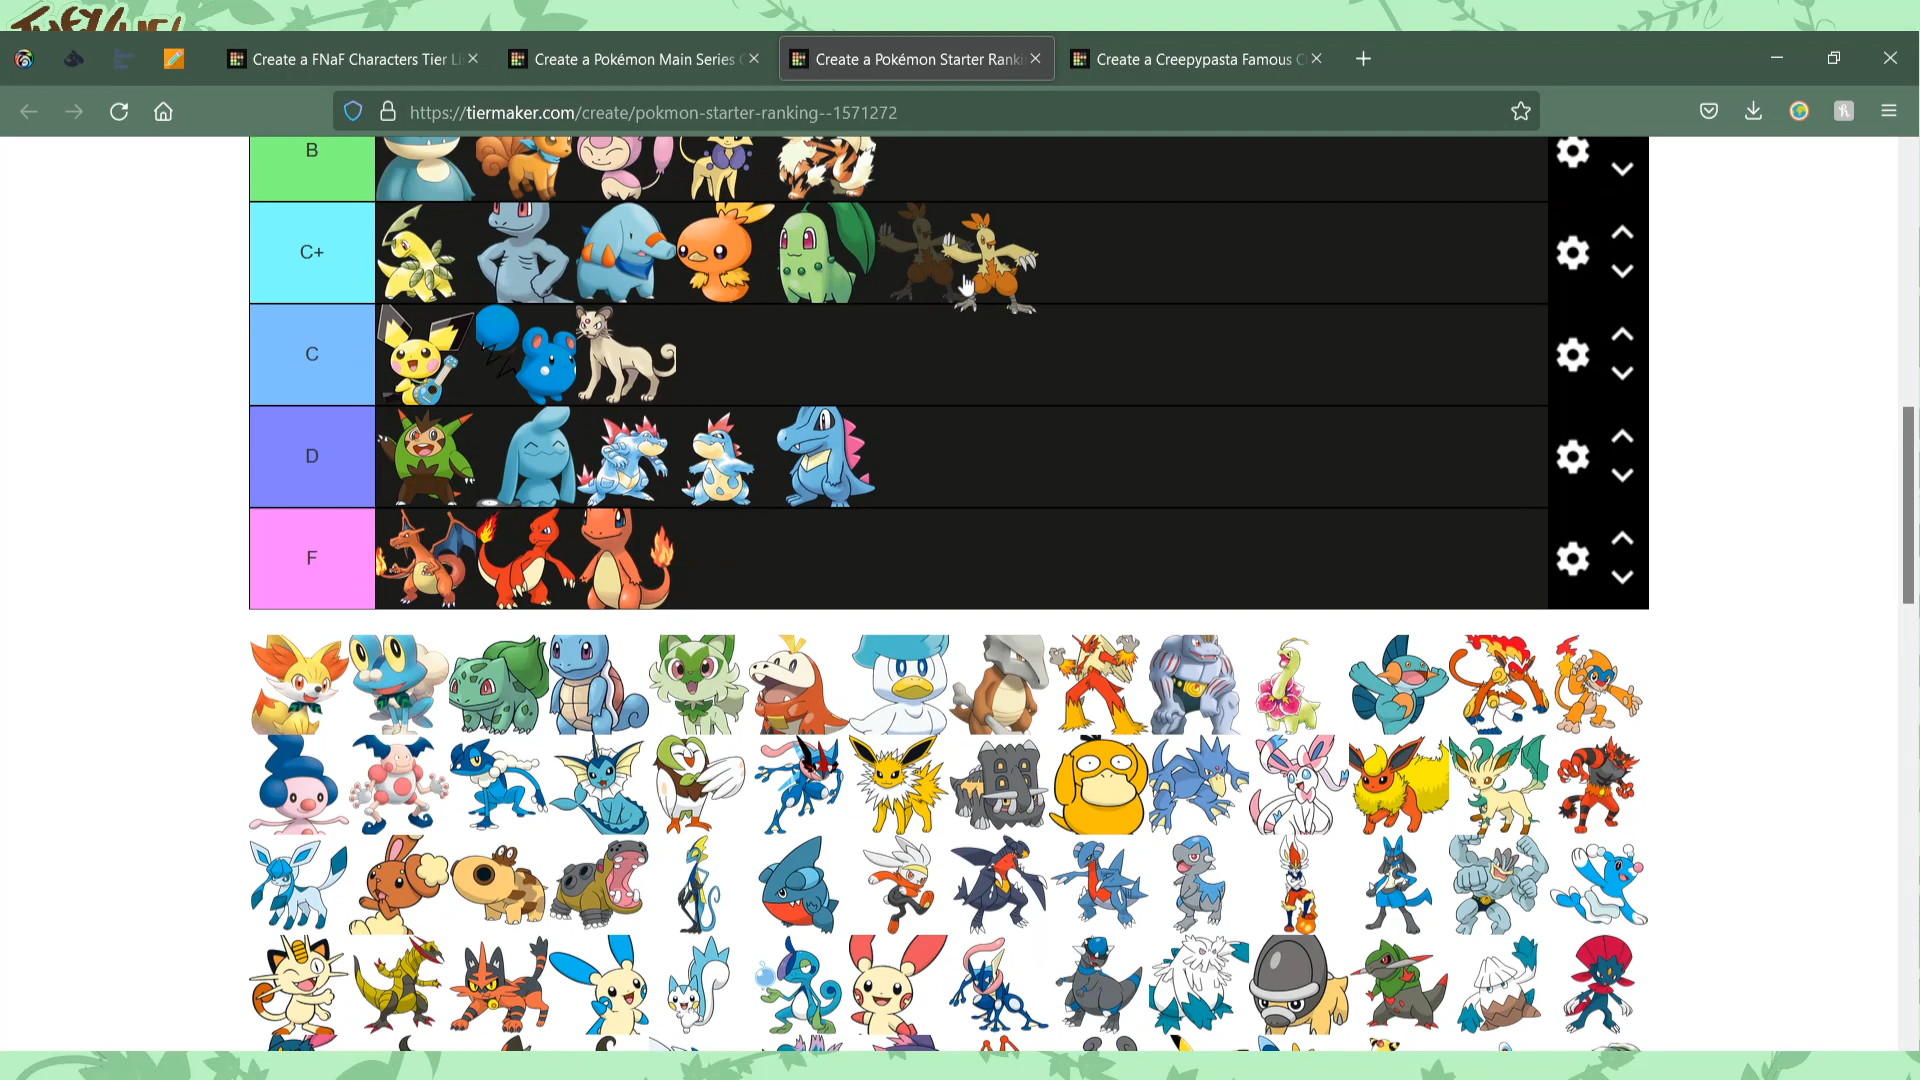 Create a FNaF Characters Tier Li
Create a Pokémon Main Series
Create a Pokémon Starter Ranki
Create a Creepypasta Famous C
https://tiermaker.com/create/pokmon-starter-ranking--1571272
B
C+
C
D
F